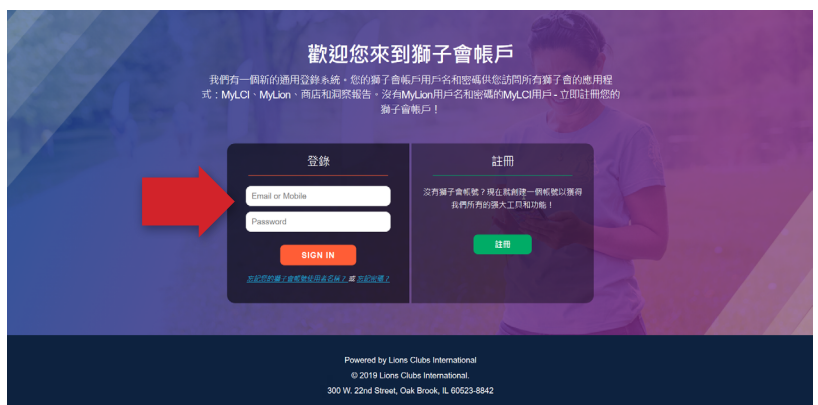 歡迎您來到獅子會帳戶
我們有一個新的通用登錄系統。您的獅子會帳戶用戶名和密碼供您訪問所有獅子會的應用程
式：MyLCI、MyLion、商店和洞察報告。沒有MyLion用戶名和密碼的MyLCI用戶 - 立即註冊您的
獅子會帳戶！
登錄
Email or Mobile
Password
SIGN IN
忘記您的獅子會帳號使用者名稱？ 或 忘記密碼？
註冊
沒有獅子會帳號？現在就創建一個帳號以獲得
我們所有的強大工具和功能！
註冊
Powered by Lions Clubs International
© 2019 Lions Clubs International.
300 W. 22nd Street, Oak Brook, IL 60523-8842